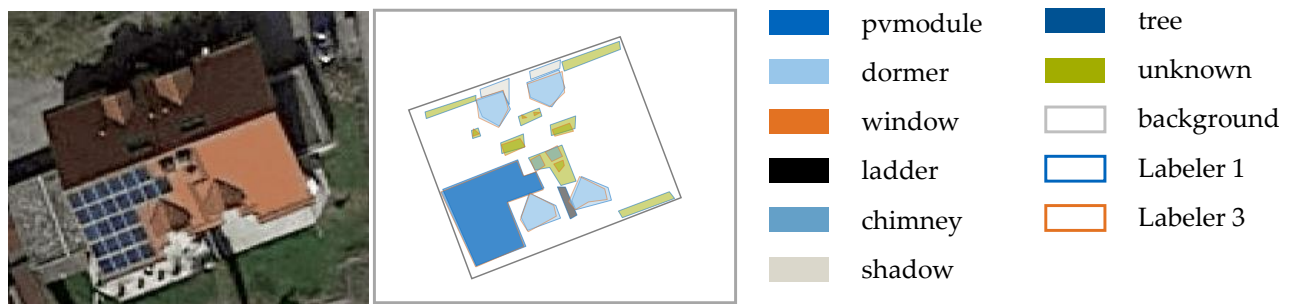 pvmodule
dormer
window
ladder
chimney
shadow
tree
unknown
background
Labeler 1
Labeler 3